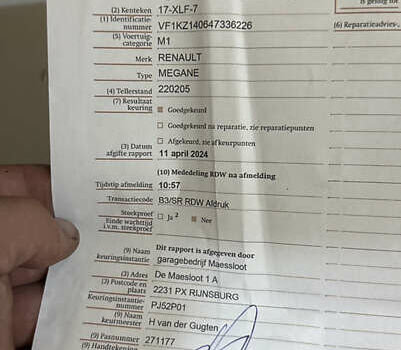 (2) Kenteken 17-XLF-7
(1) Identificatie-
nummer VF1KZ140647336226
(5) Voertuig-
categorie M1
(6) Reparatieadvies-,
Merk RENAULT
Type MEGANE
(4) Tellerstand 220205
(7) Resultaat
keuring Goedgekeurd
Goedgekeurd na reparatie, zie reparatiepunten
Afgekeurd, zie afkeurpunten
(3) Datum
afgifte rapport 11 april 2024
(10) Mededeling RDW na afmelding
Tijdstip afmelding 10:57
Transactiecode B3/SR RDW Afdruk
Steekproef Ja 2 Nee
Einde wachttijd
i.v.m. steekproef
Dit rapport is afgegeven door
(9) Naam
keuringsinstantie garagebedrijf Maessloot
(3) Adres De Maesloot 1 A
(3) Postcode en
plaats 2231 PX RIJNSBURG
Keuringsinstantie-
nummer PJ52P01
(9) Naam
keurmeester H van der Gugten
(9) Pasnummer 271177
(9) Handtekening